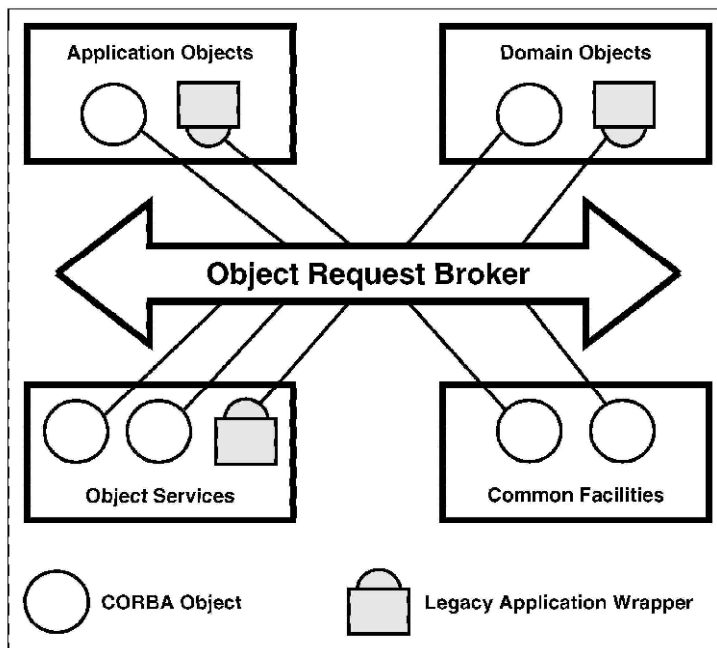 Application Objects
Domain Objects
Object Request Broker
Object Services
Common Facilities
CORBA Object
Legacy Application Wrapper